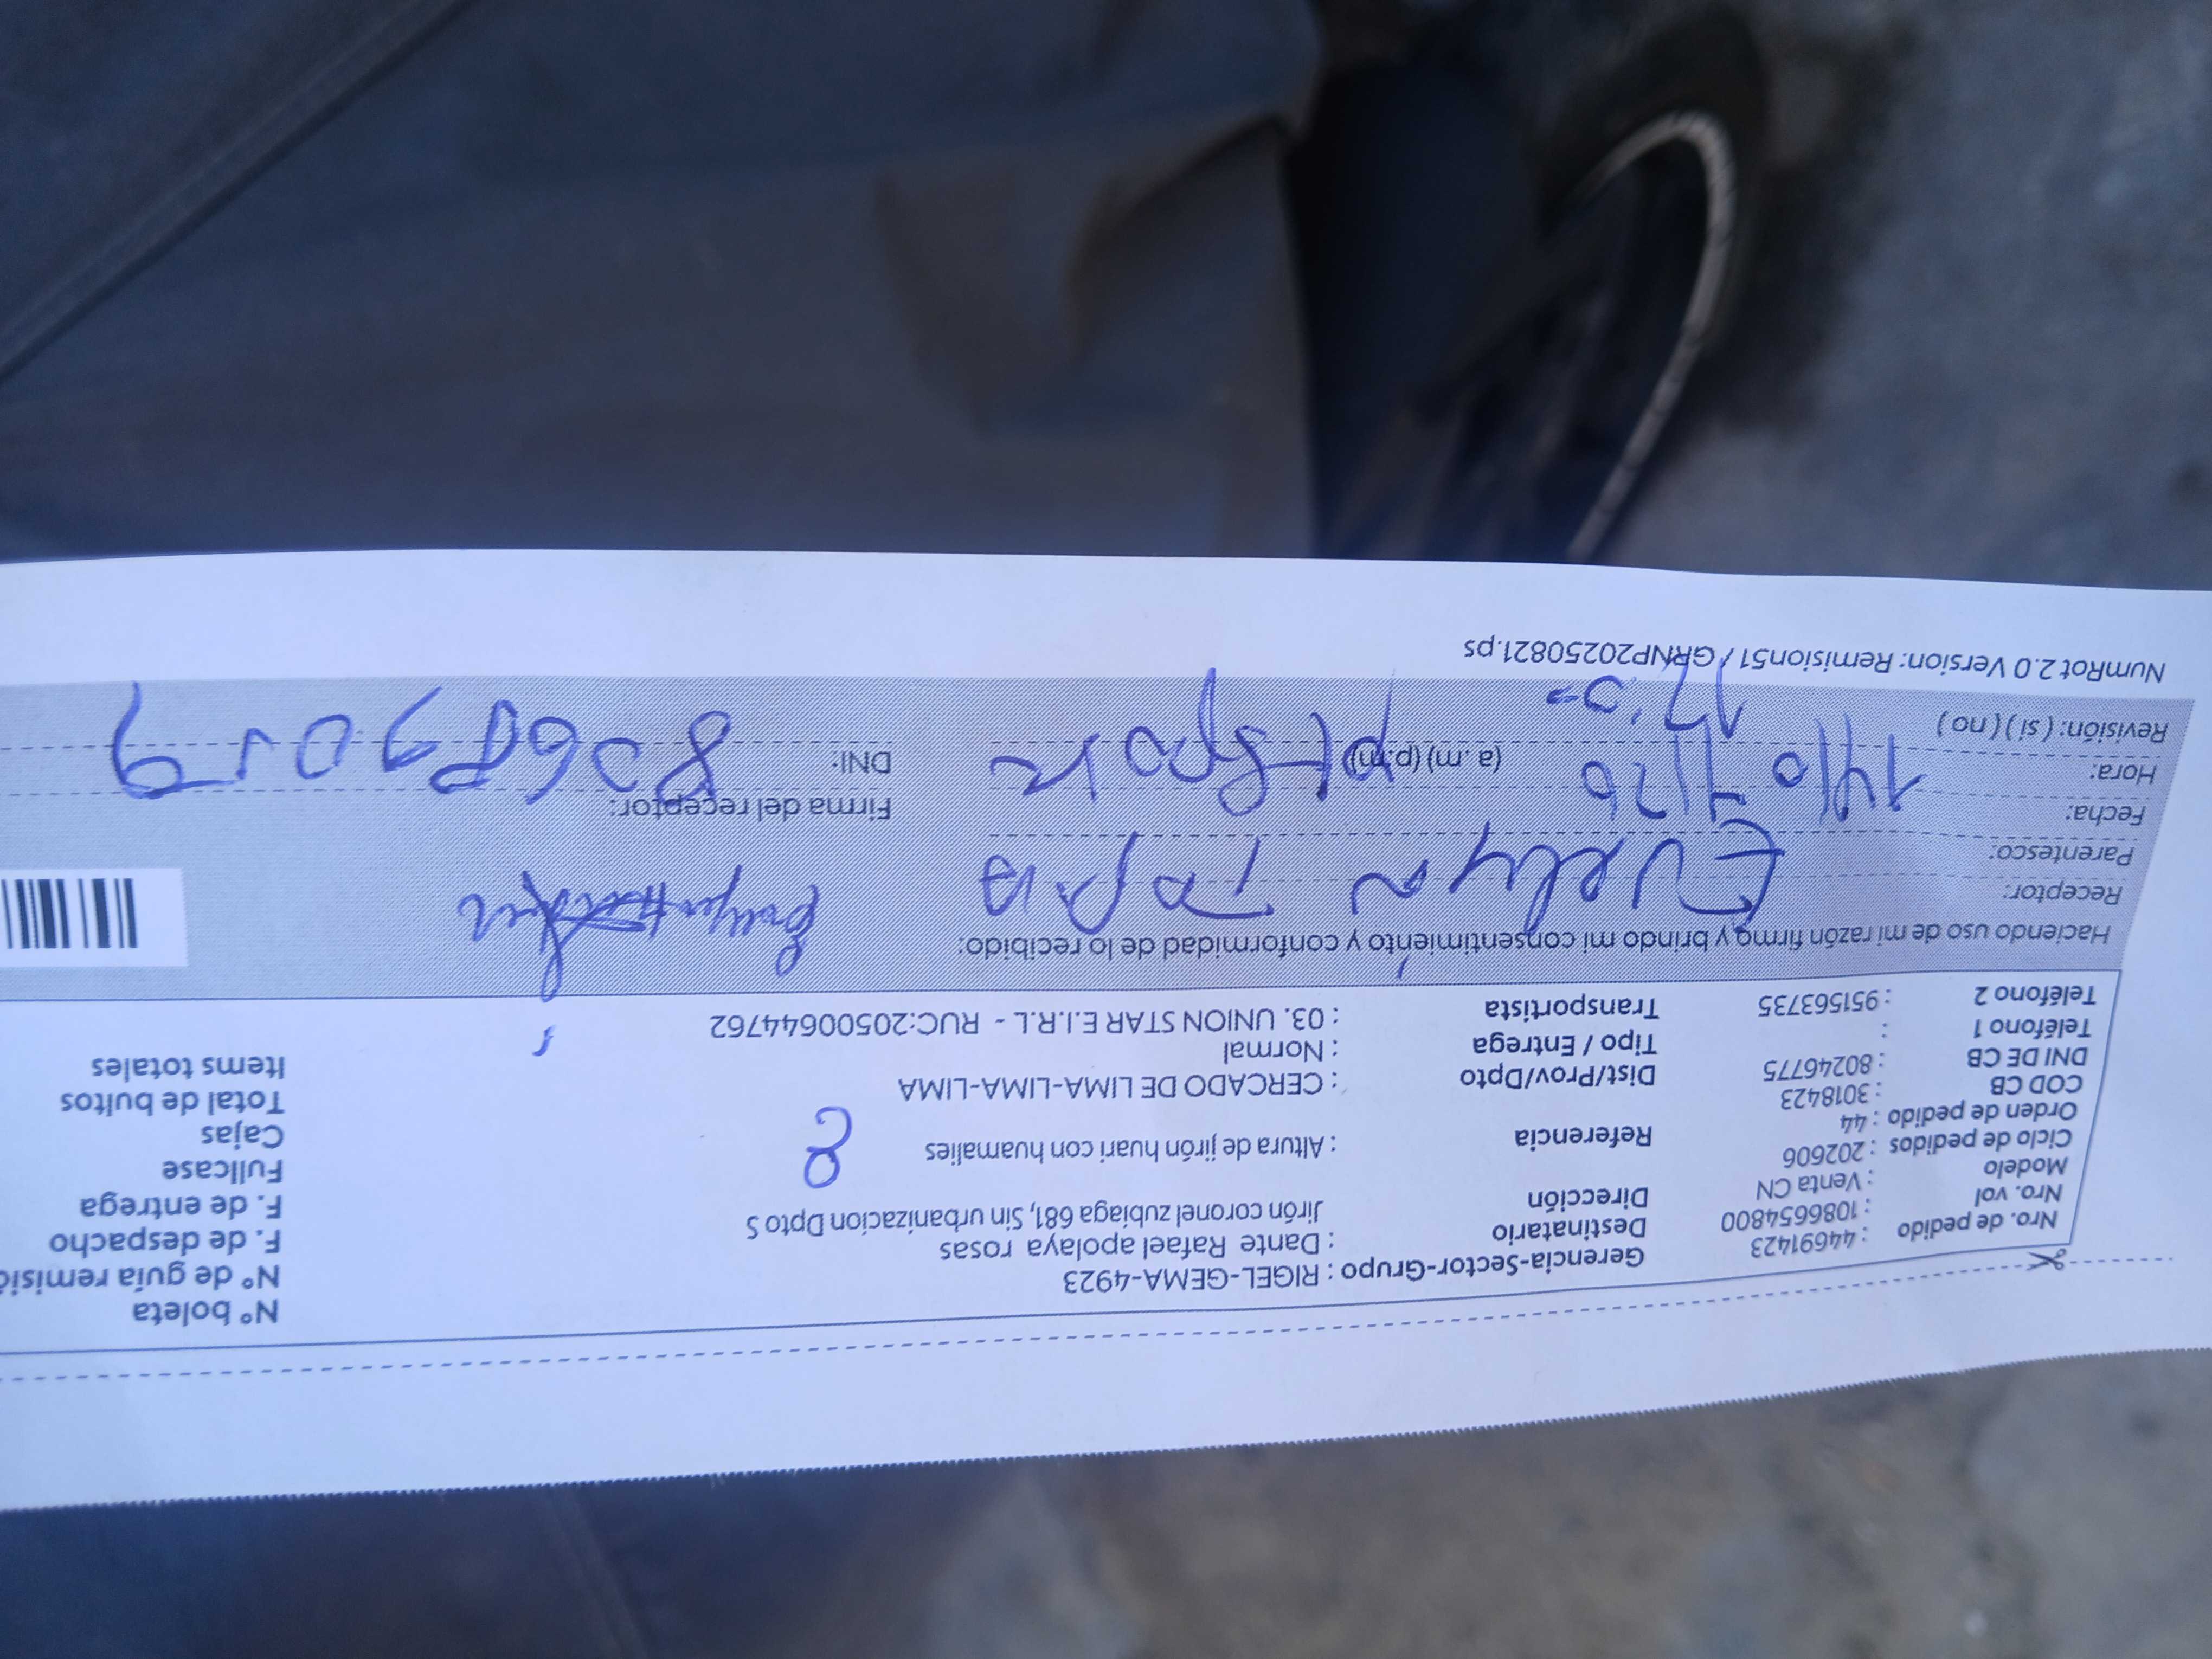 Nro. de pedido : 44691423
Nro. vol : 1086654800
Modelo : Venta CN
Ciclo de pedidos : 202606
Orden de pedido : 44
COD CB : 3018423
DNI DE CB : 80246775
Teléfono 1 :
Teléfono 2 : 951563735
Gerencia-Sector-Grupo : RIGEL-GEMA-4923
Destinatario : Dante Rafael apolaya rosas
Dirección Jirón coronel zubiaga 681, Sin urbanizacion Dpto S
Referencia : Altura de jirón huari con huamalies
8
Dist/Prov/Dpto : CERCADO DE LIMA-LIMA-LIMA
Tipo / Entrega : Normal
Transportista : 03. UNION STAR E.I.R.L - RUC:20500644762
N° boleta
N° guía remisió
F. de despacho
F. de entrega
Fullcase
Cajas
Total de bultos
Items totales
Haciendo uso de mi razón firmo y brindo mi consentimiento y conformidad de lo recibido:
Receptor: Evelyn Tapia
Parentesco:
Fecha:
Hora: (a.m) (p.m)
Revisión: ( si ) ( no )
Firma del receptor:
DNI:
NumRot 2.0 Version: Remision51 / GRNP20250821.ps